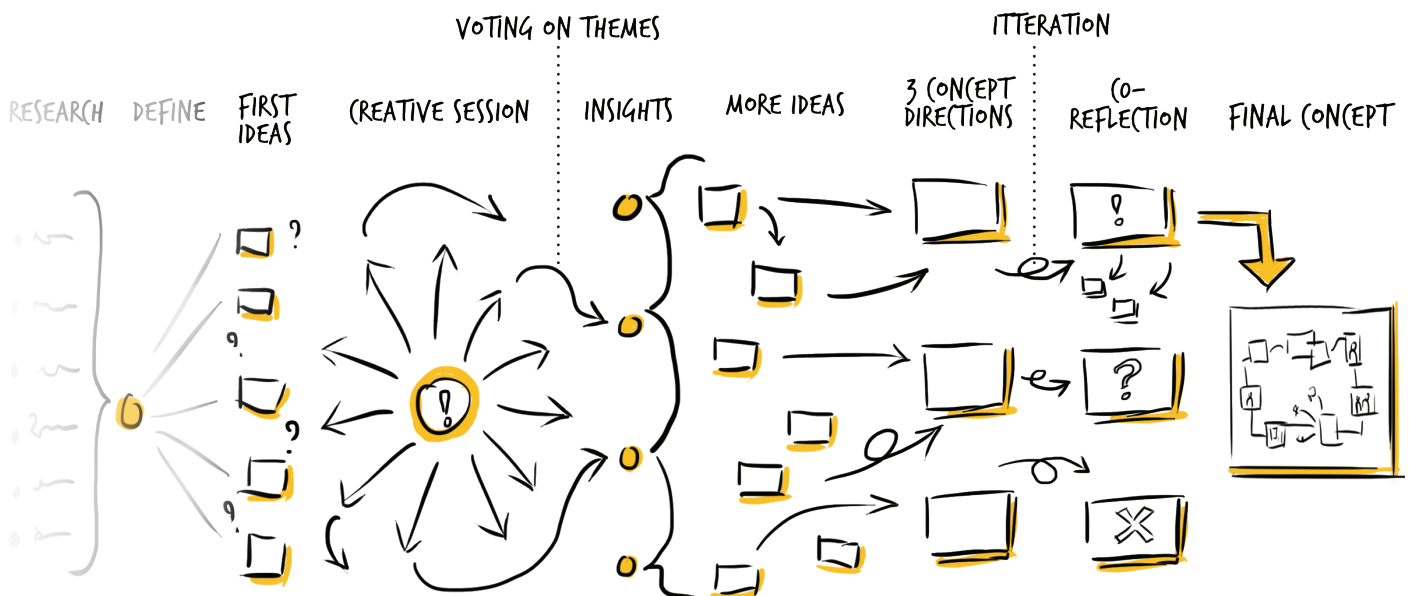 VOTING ON THEMES
ITTERATION
RESEARCH
DEFINE
FIRST
IDEAS
CREATIVE SESSION
INSIGHTS
MORE IDEAS
3 CONCEPT
DIRECTIONS
CO-
REFLECTION
FINAL CONCEPT
?
?
?
?
!
!
?